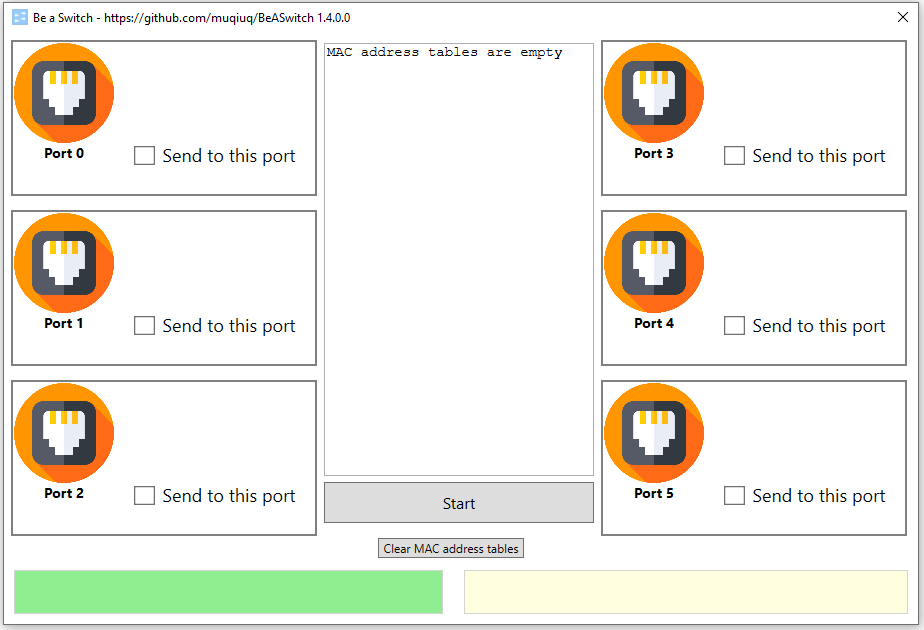 Be a Switch - https://github.com/muqiuq/BeASwitch 1.4.0.0
Port 0
Send to this port
Port 1
Send to this port
Port 2
Send to this port
MAC address tables are empty
Start
Clear MAC address tables
Port 3
Send to this port
Port 4
Send to this port
Port 5
Send to this port